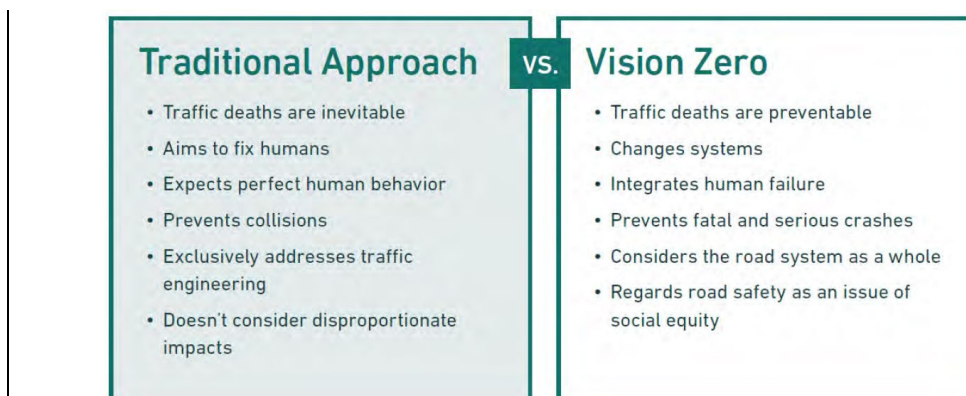 Traditional Approach
• Traffic deaths are inevitable
• Aims to fix humans
• Expects perfect human behavior
• Prevents collisions
• Exclusively addresses traffic
engineering
• Doesn't consider disproportionate
impacts
VS.
Vision Zero
• Traffic deaths are preventable
• Changes systems
• Integrates human failure
• Prevents fatal and serious crashes
• Considers the road system as a whole
• Regards road safety as an issue of
social equity